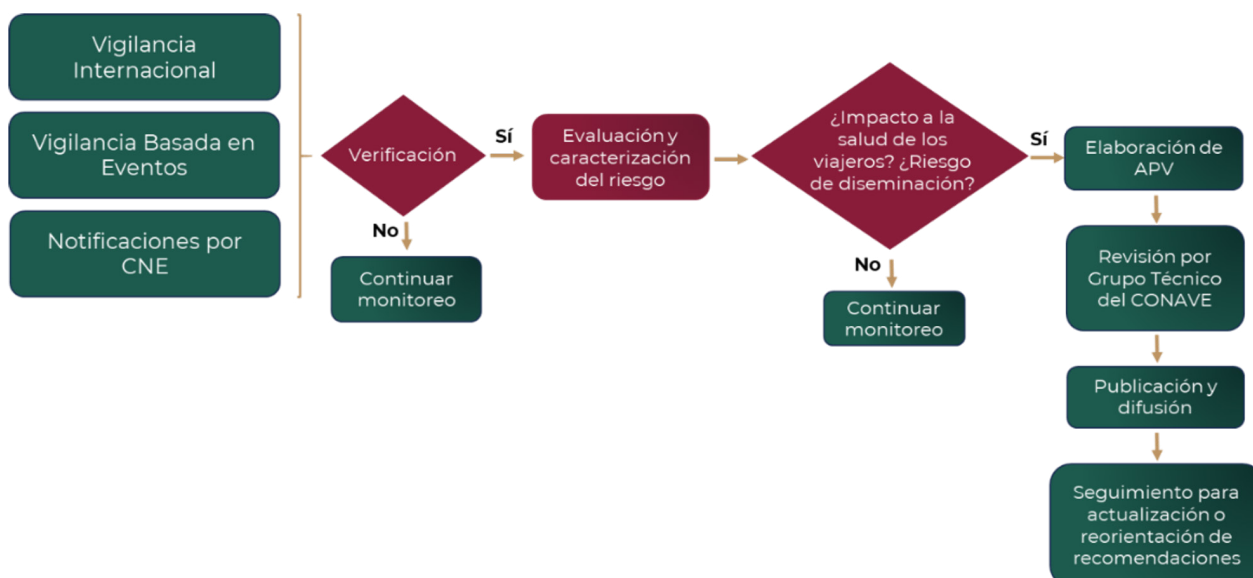 Vigilancia
Internacional
Vigilancia Basada en
Eventos
Notificaciones por
CNE
Verificación
Sí
No
Continuar
monitoreo
Evaluación y
caracterización
del riesgo
¿Impacto a la
salud de los
viajeros? ¿Riesgo
de diseminación?
Sí
No
Continuar
monitoreo
Elaboración de
APV
Revisión por
Grupo Técnico
del CONAVE
Publicación y
difusión
Seguimiento para
actualización o
reorientación de
recomendaciones